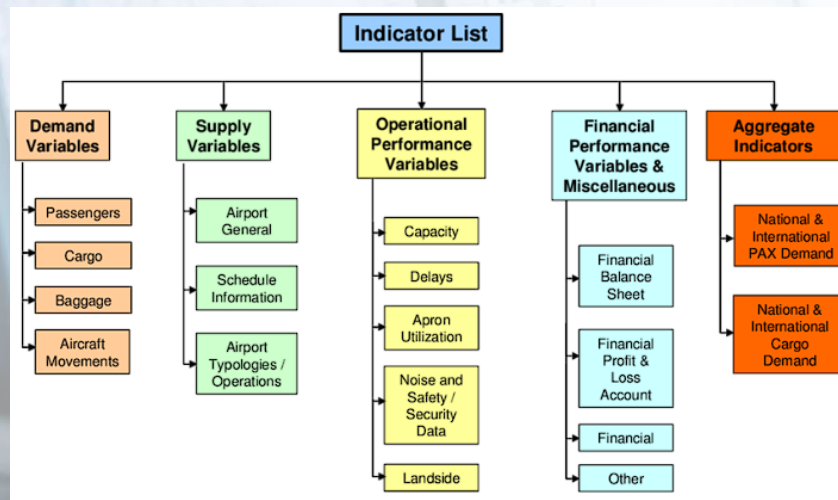 Indicator List
Demand
Variables
Passengers
Cargo
Baggage
Aircraft
Movements
Supply
Variables
Airport
General
Schedule
Information
Airport
Typologies /
Operations
Operational
Performance
Variables
Capacity
Delays
Apron
Utilization
Noise and
Safety /
Security
Data
Landside
Financial
Performance
Variables &
Miscellaneous
Financial
Balance
Sheet
Financial
Profit &
Loss
Account
Financial
Other
Aggregate
Indicators
National &
International
PAX Demand
National &
International
Cargo
Demand